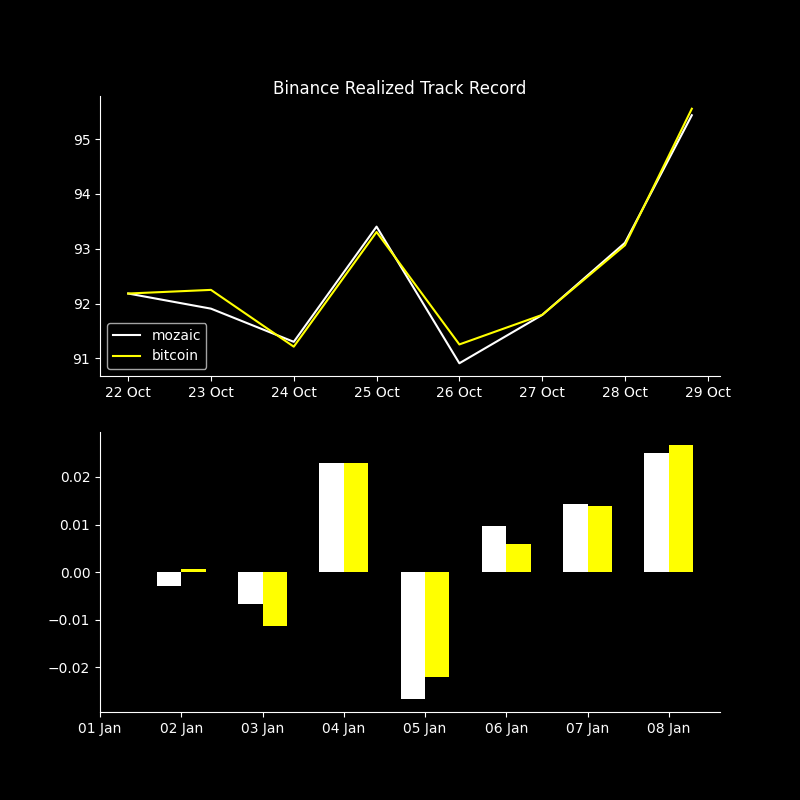 Binance Realized Track Record
95
94
93
92
91
mozaic
bitcoin
22 Oct 23 Oct 24 Oct 25 Oct 26 Oct 27 Oct 28 Oct 29 Oct
0.02
0.01
0.00
−0.01
−0.02
01 Jan 02 Jan 03 Jan 04 Jan 05 Jan 06 Jan 07 Jan 08 Jan